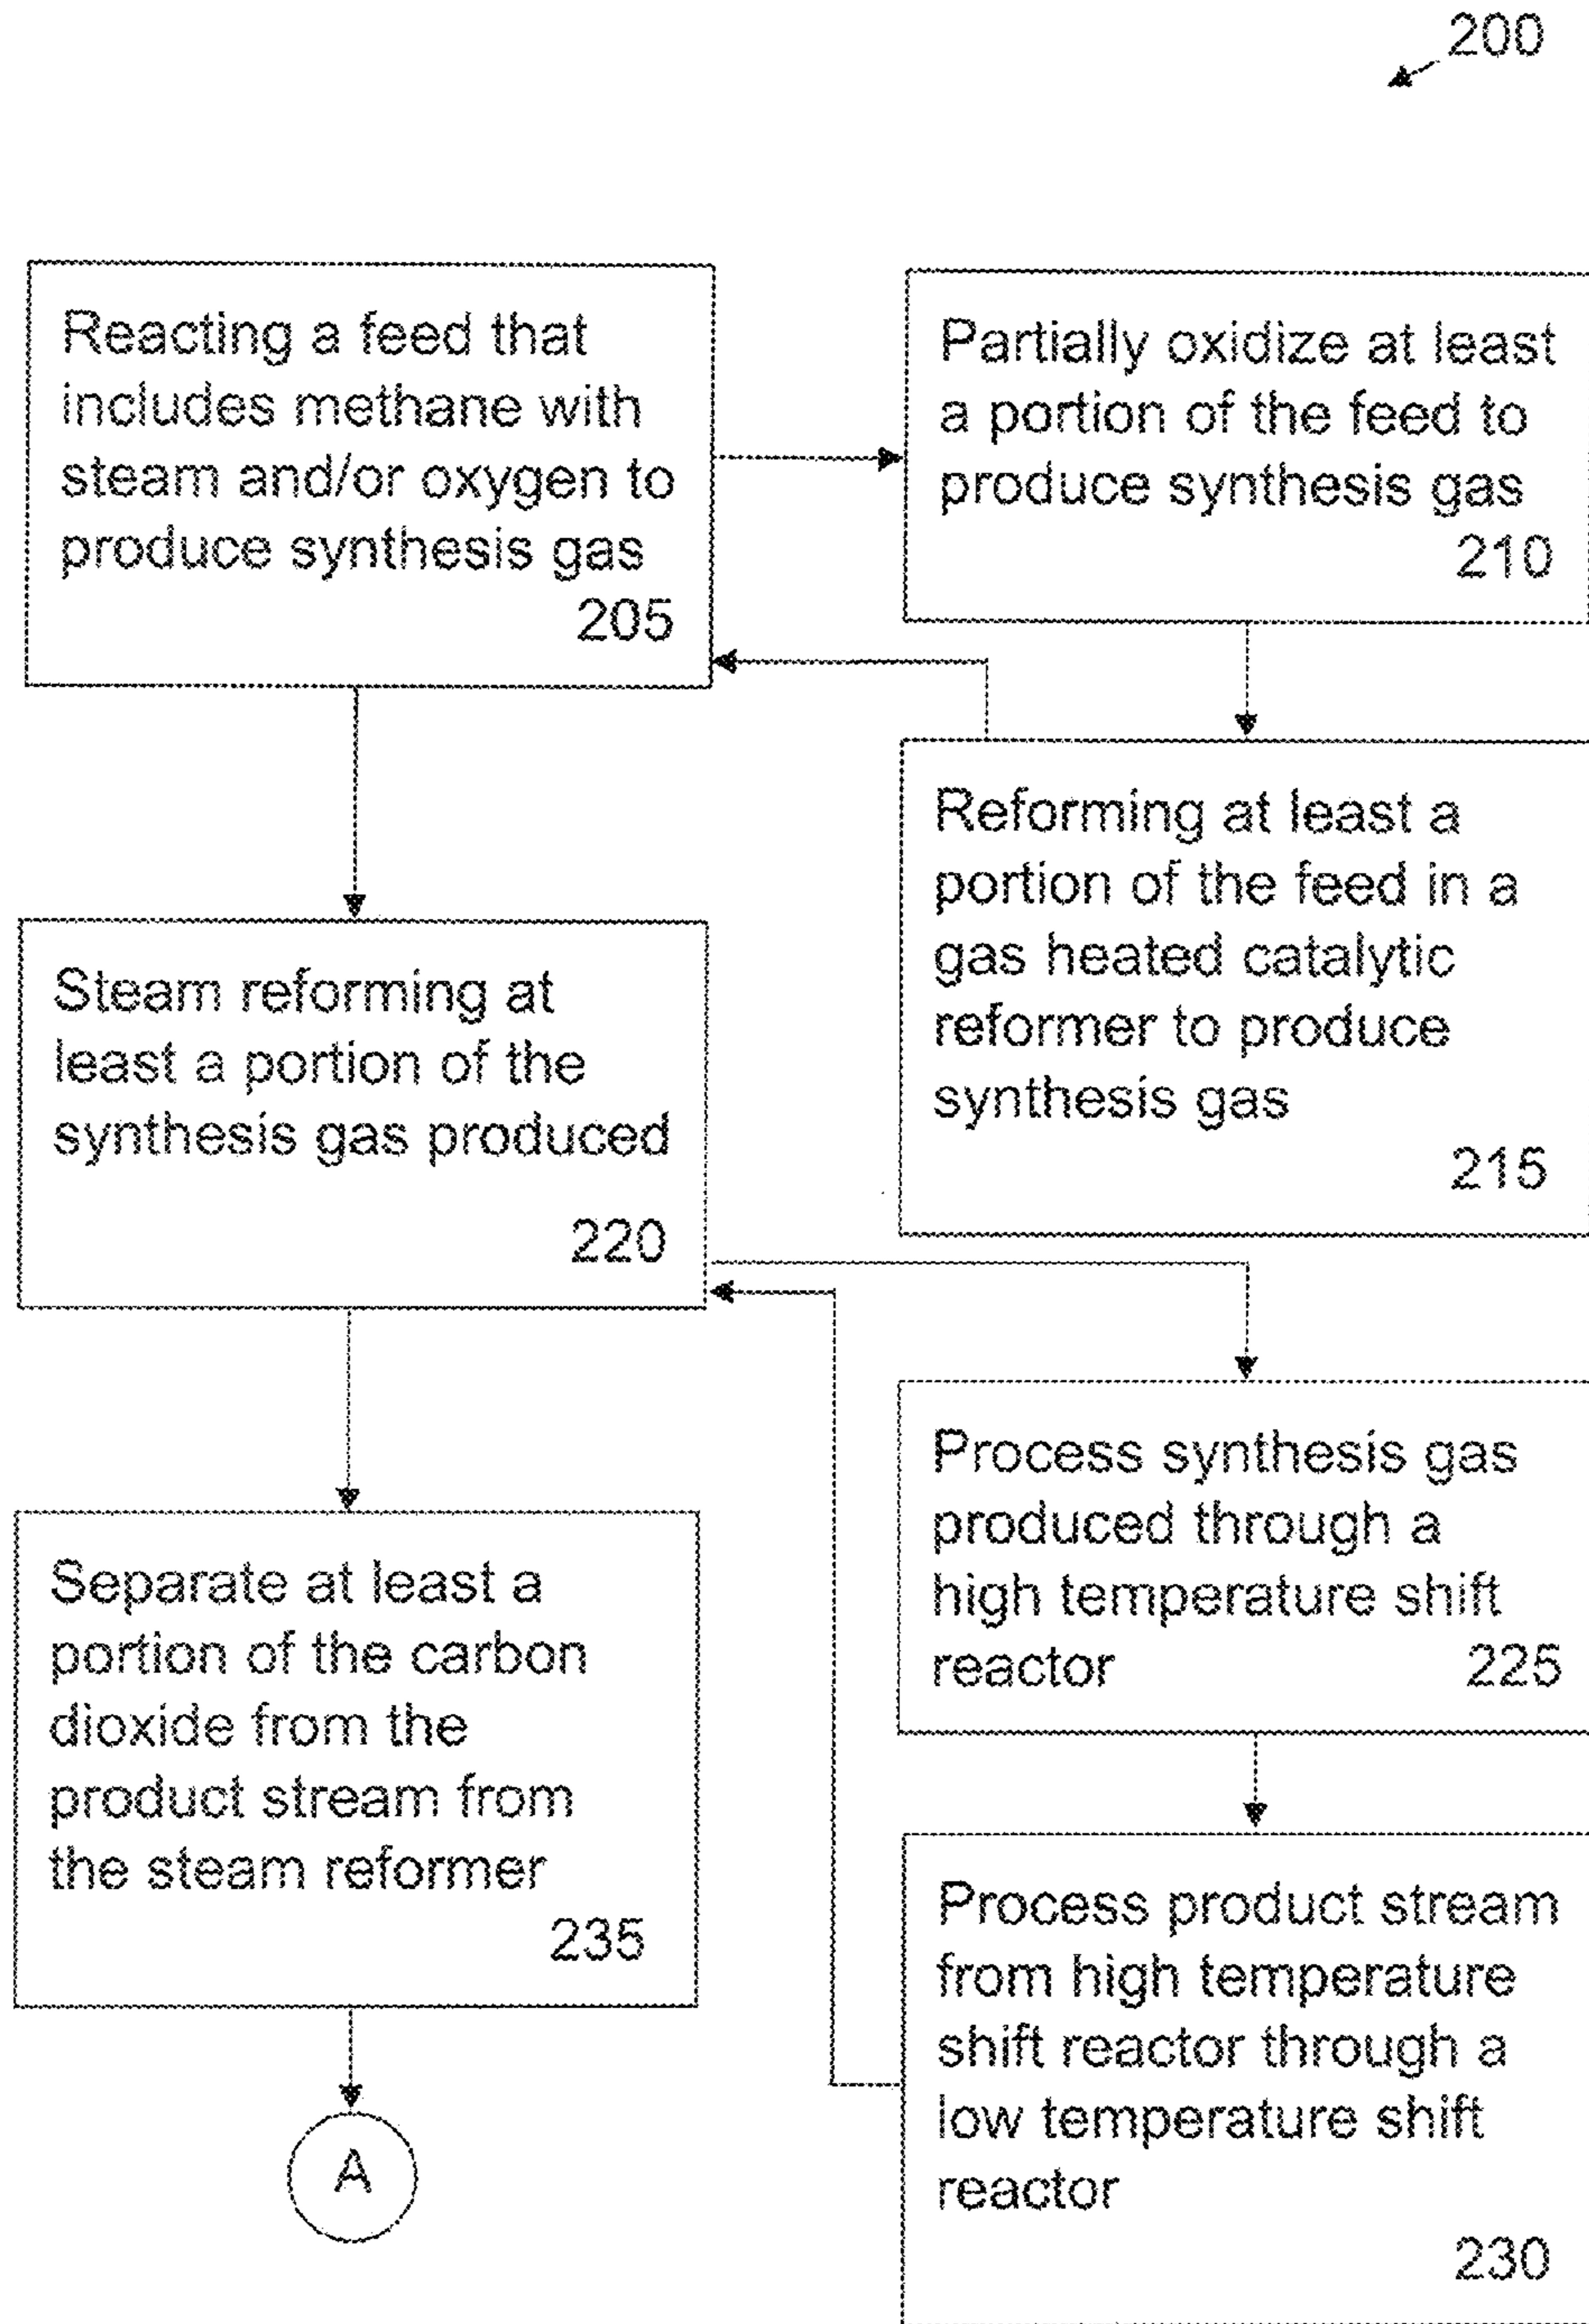 200
Reacting a feed that
includes methane with
steam and/or oxygen to
produce synthesis gas
205
Partially oxidize at least
a portion of the feed to
produce synthesis gas
210
Reforming at least a
portion of the feed in a
gas heated catalytic
reformer to produce
synthesis gas
215
Steam reforming at
least a portion of the
synthesis gas produced
220
Process synthesis gas
produced through a
high temperature shift
reactor 225
Process product stream
from high temperature
shift reactor through a
low temperature shift
reactor
230
Separate at least a
portion of the carbon
dioxide from the
product stream from
the steam reformer
235
A